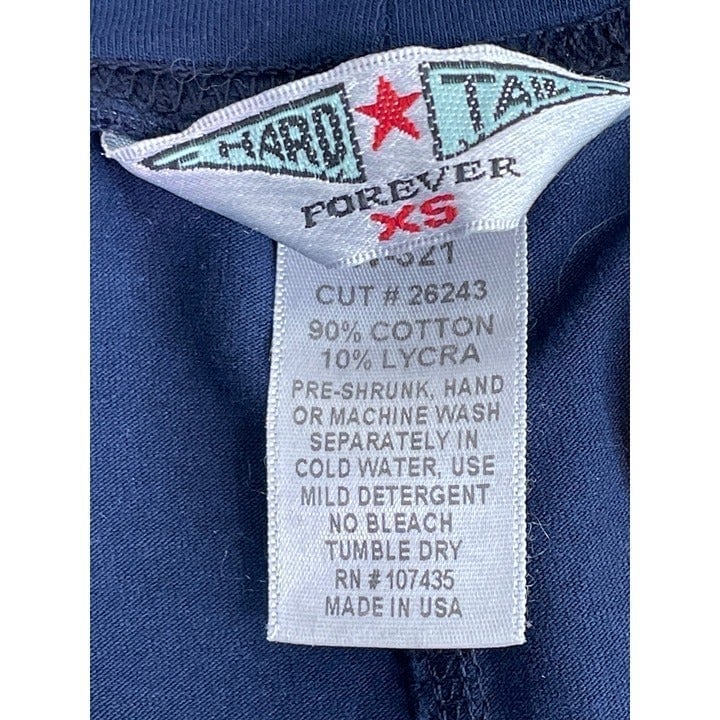 HARD TAIL
FOREVER
XS
CUT # 26243
90% COTTON
10% LYCRA
PRE-SHRUNK, HAND
OR MACHINE WASH
SEPARATELY IN
COLD WATER, USE
MILD DETERGENT
NO BLEACH
TUMBLE DRY
RN # 107435
MADE IN USA